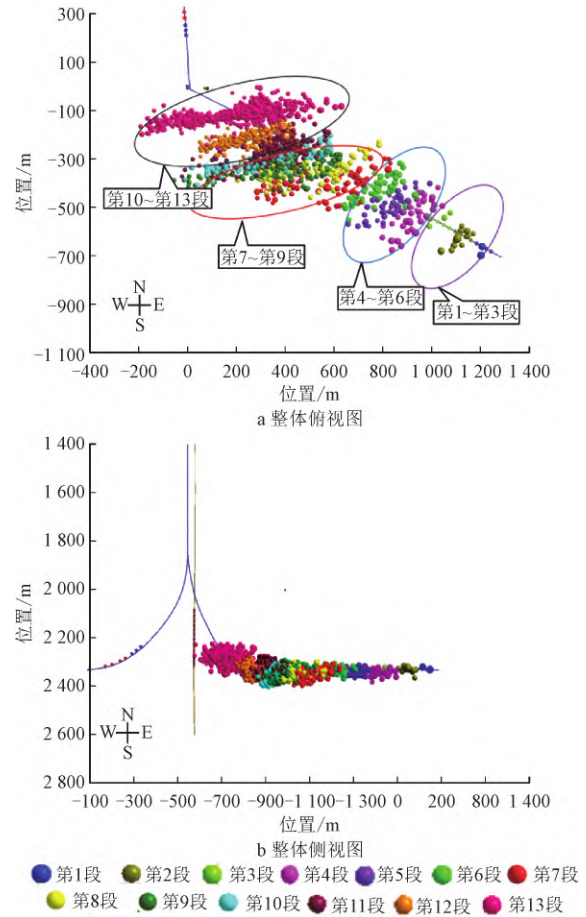 300
100
-100
-300
-500
-700
-900
-1 100
位置/m
第10~第13段
第7~第9段
第4~第6段
第1~第3段
N
W E
S
-400 -200 0 200 400 600 800 1 000 1 200 1 400
位置/m
a 整体俯视图
1 400
1 600
1 800
2 000
2 200
2 400
2 600
2 800
位置/m
N
W E
S
-100 -300 -500 -700 -900 -1 100 -1 300 0 200 1 200 1 400
位置/m
b 整体侧视图
第1段 第2段 第3段 第4段 第5段 第6段 第7段
第8段 第9段 第10段 第11段 第12段 第13段